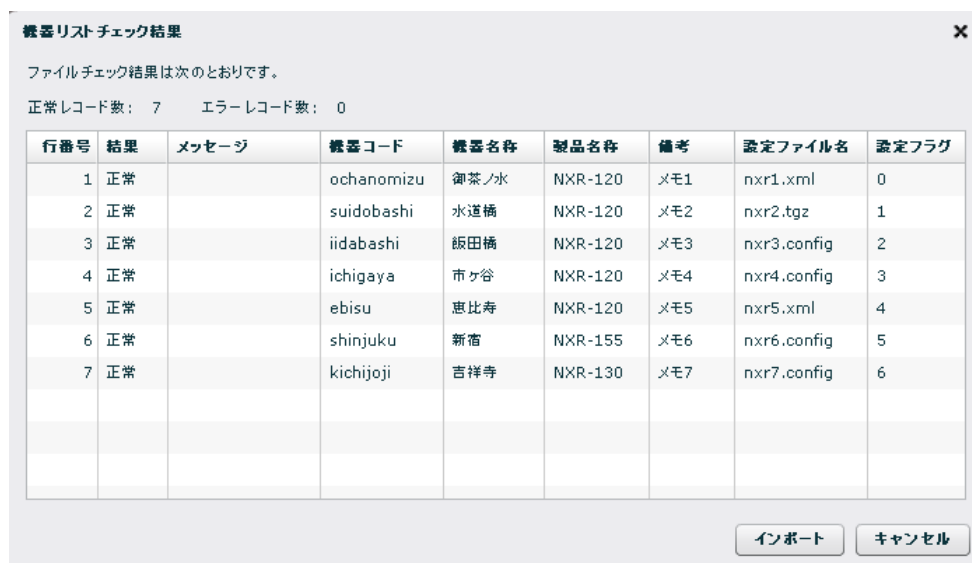 機器リストチェック結果
ファイルチェック結果は次のとおりです。
正常レコード数: 7 エラーレコード数: 0
行番号 結果 メッセージ 機器コード 機器名称 製品名称 備考 設定ファイル名 設定フラグ
1 正常 ochanomizu 御茶ノ水 NXR-120 メモ1 nxr1.xml 0
2 正常 suidobashi 水道橋 NXR-120 メモ2 nxr2.tgz 1
3 正常 iidabashi 飯田橋 NXR-120 メモ3 nxr3.config 2
4 正常 ichigaya 市ケ谷 NXR-120 メモ4 nxr4.config 3
5 正常 ebisu 恵比寿 NXR-120 メモ5 nxr5.xml 4
6 正常 shinjuku 新宿 NXR-155 メモ6 nxr6.config 5
7 正常 kichijoji 吉祥寺 NXR-130 メモ7 nxr7.config 6
インポート キャンセル